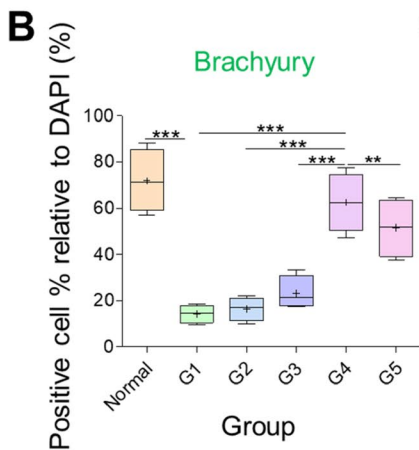 B
Brachyury
Positive cell % relative to DAPI (%)
100
80
60
40
20
0
***
***
***
***
**
Normal
G1
G2
G3
G4
G5
Group